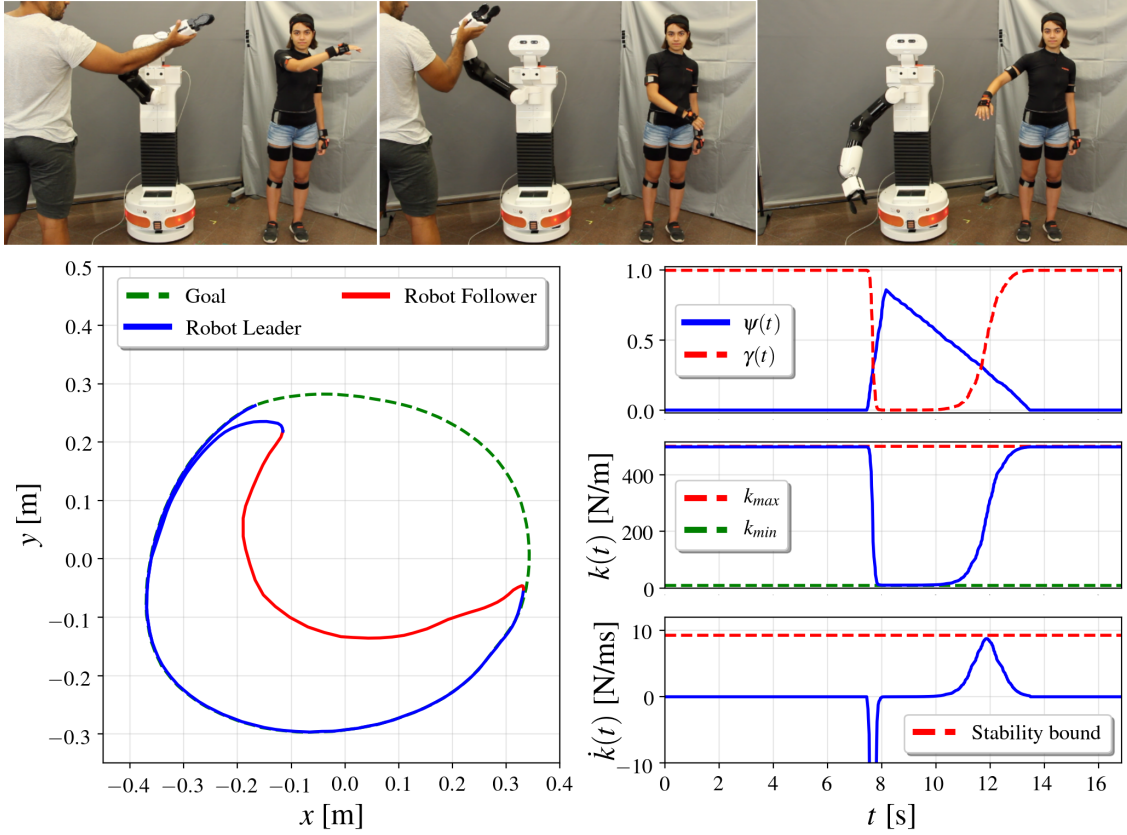 Goal
Robot Leader
Robot Follower
0.5
0.4
0.3
0.2
0.1
0.0
−0.1
−0.2
−0.3
y [m]
−0.4
−0.3
−0.2
−0.1
0.0
0.1
0.2
0.3
0.4
x [m]
1.0
0.5
0.0
ψ(t)
γ(t)
400
200
0
k(t) [N/m]
k_max
k_min
10
0
−10
k̇(t) [N/ms]
Stability bound
0
2
4
6
8
10
12
14
16
t [s]